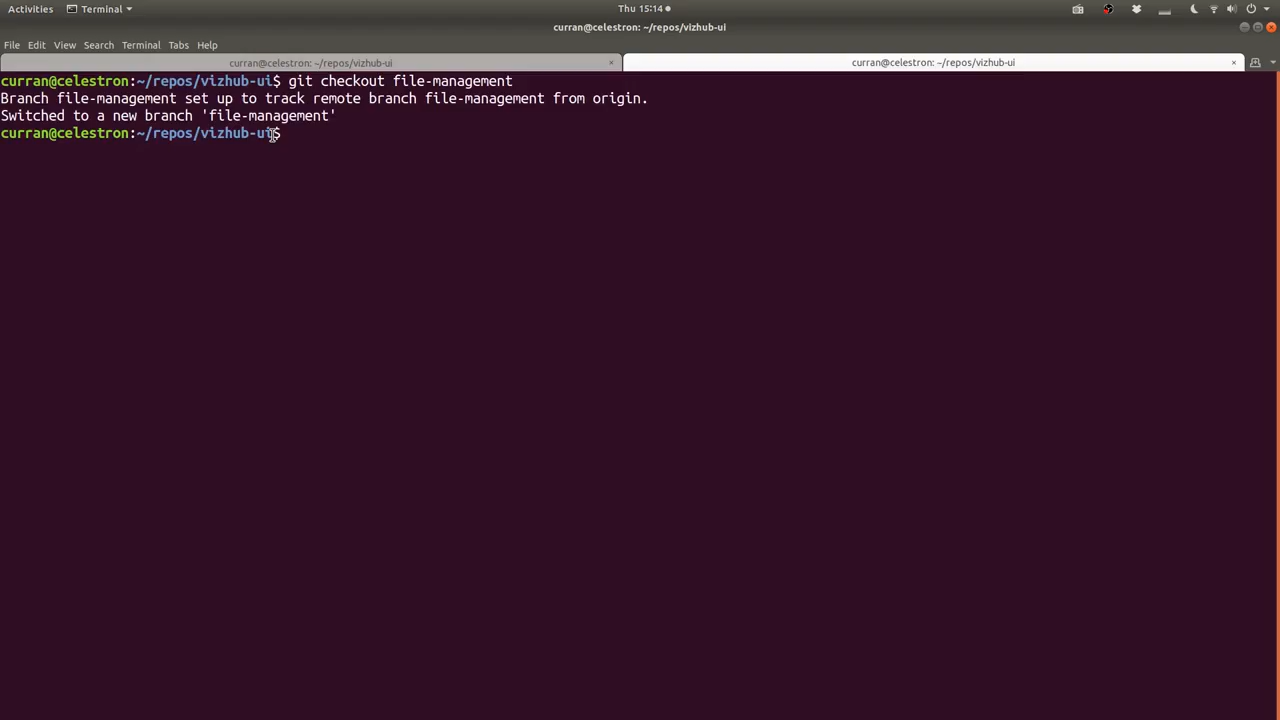 Activities Terminal Thu 15:14
curran@celestron: ~/repos/vizhub-ui
File Edit View Search Terminal Tabs Help
curran@celestron: ~/repos/vizhub-ui × curran@celestron: ~/repos/vizhub-ui ×
curran@celestron:~/repos/vizhub-ui$ git checkout file-management
Branch file-management set up to track remote branch file-management from origin.
Switched to a new branch 'file-management'
curran@celestron:~/repos/vizhub-ui$